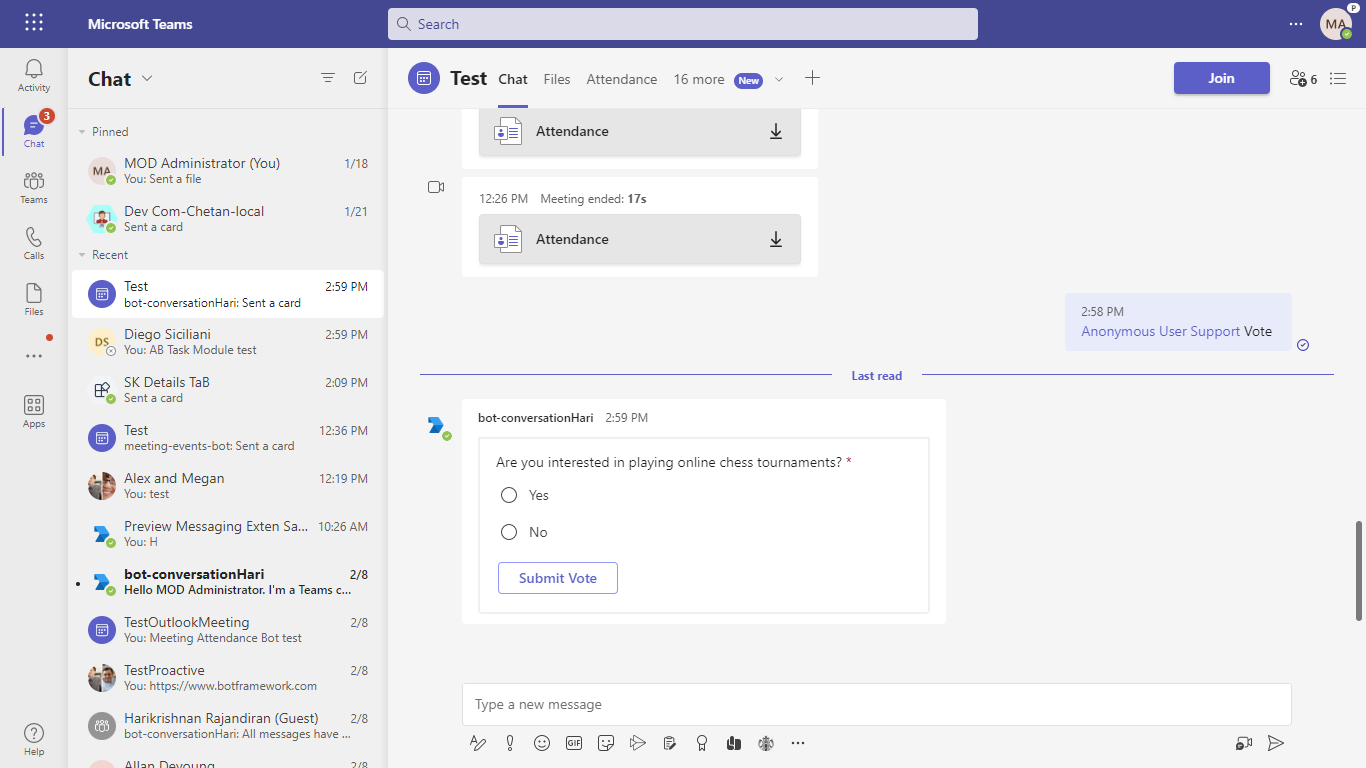 Microsoft Teams
Search
P
MA
Activity
3
Chat
Teams
Calls
Files
Apps
Help
Chat
Pinned
MA
MOD Administrator (You) 1/18
You: Sent a file
Dev Com-Chetan-local 1/21
Sent a card
Recent
Test 2:59 PM
bot-conversationHari: Sent a card
DS
Diego Siciliani 2:59 PM
You: AB Task Module test
SK Details TaB 2:09 PM
Sent a card
Test 12:36 PM
meeting-events-bot: Sent a card
Alex and Megan 12:19 PM
You: test
Preview Messaging Exten Sa... 10:26 AM
You: H
bot-conversationHari 2/8
Hello MOD Administrator. I'm a Teams c...
TestOutlookMeeting 2/8
You: Meeting Attendance Bot test
TestProactive 2/8
You: https://www.botframework.com
Harikrishnan Rajandiran (Guest) 2/8
bot-conversationHari: All messages have ...
Allan Deyoung 2/8
Test Chat Files Attendance 16 more New
Join
6
Attendance
12:26 PM Meeting ended: 17s
Attendance
2:58 PM
Anonymous User Support Vote
Last read
bot-conversationHari 2:59 PM
Are you interested in playing online chess tournaments? *
Yes
No
Submit Vote
Type a new message
GIF